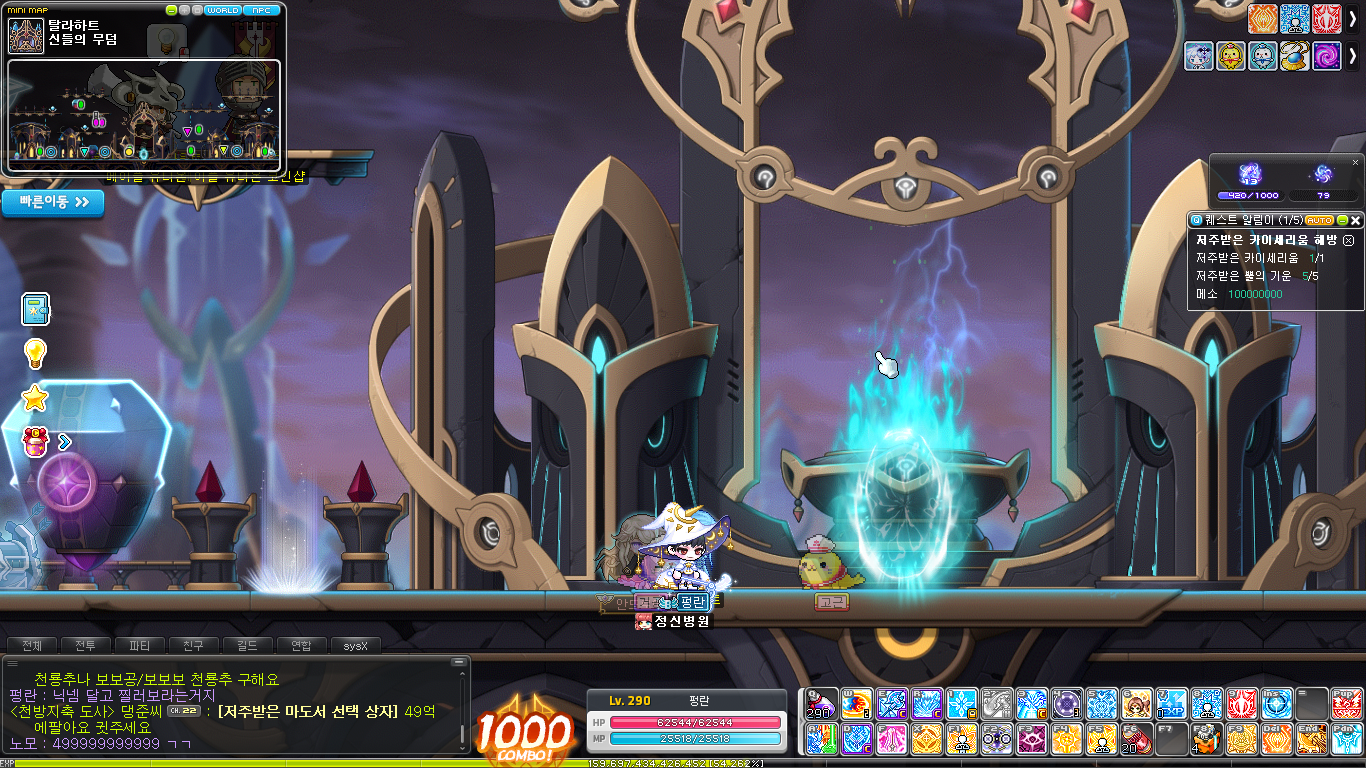 MINI MAP
WORLD
NPC
탈라하트
신들의 무덤
빠른이동
420/1000
79
퀘스트 알림이 (1/5)
AUTO
저주받은 카이세리움 해방
저주받은 카이세리움 1/1
저주받은 뿔의 기운 5/5
메소 100000000
펑란
정신병원
고근
전체
전투
파티
친구
길드
연합
sysX
천룡추나 보보공/보보보 천룡추 구해요
펑란 : 닉넴 달고 찔러보라는거지
<천방지축 도사> 댕준씨 CH.22 : [저주받은 마도서 선택 상자] 49억
에팔아요 귓주세요
노모 : 499999999999 ㄱㄱ
1000
COMBO!
Lv. 290
펑란
HP 62544/62544
MP 25518/25518
EXP 159,697,434,426,452 [54.262%]